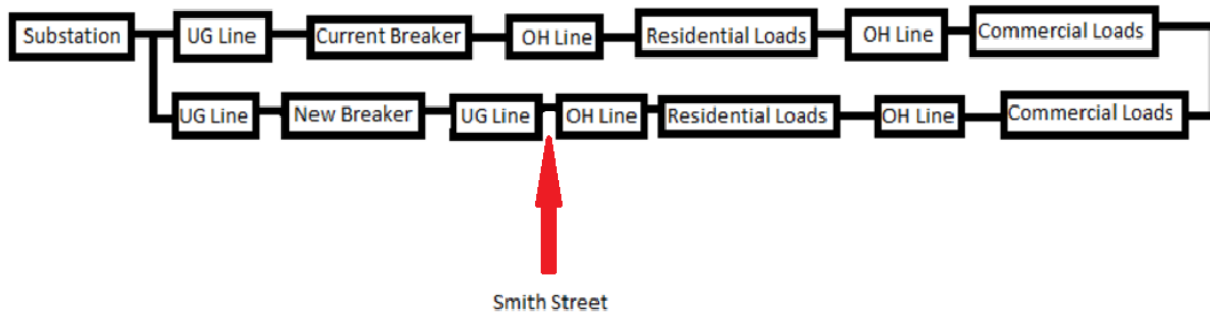 Substation UG Line Current Breaker OH Line Residential Loads OH Line Commercial Loads
UG Line New Breaker UG Line OH Line Residential Loads OH Line Commercial Loads
Smith Street